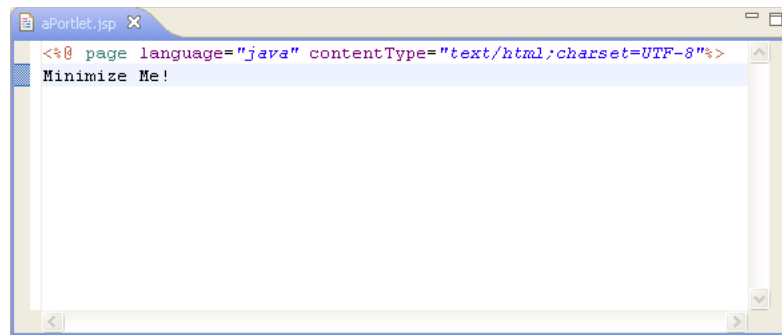 aPortlet.jsp
<%@ page language="java" contentType="text/html;charset=UTF-8"%>
Minimize Me!